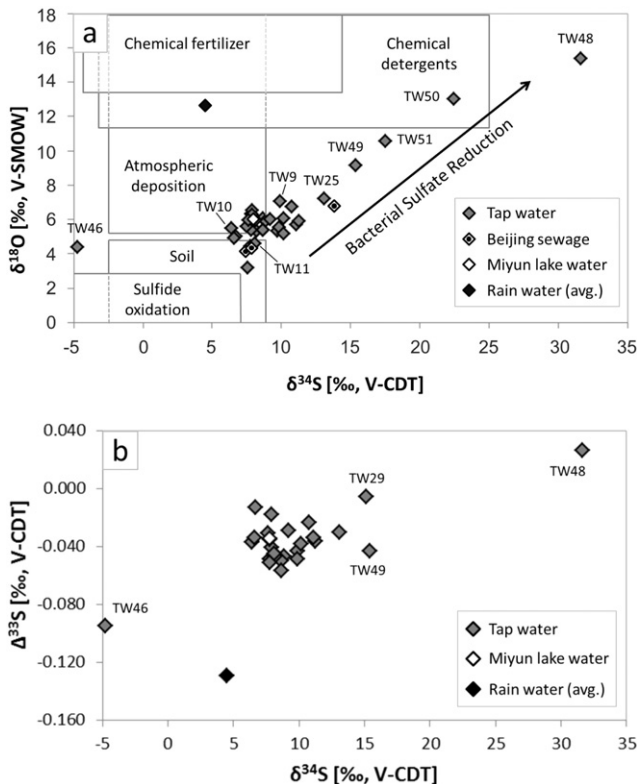 a
18
16
14
12
10
8
6
4
2
0
δ¹⁸O [‰, V-SMOW]
Chemical fertilizer
Chemical
detergents
TW48
TW50
TW51
TW49
Atmospheric
deposition
TW9
TW25
TW10
TW46
TW11
Soil
Sulfide
oxidation
Bacterial Sulfate Reduction
Tap water
Beijing sewage
Miyun lake water
Rain water (avg.)
-5 0 5 10 15 20 25 30 35
δ³⁴S [‰, V-CDT]
b
0.040
0.000
-0.040
-0.080
-0.120
-0.160
Δ³³S [‰, V-CDT]
TW48
TW29
TW49
TW46
Tap water
Miyun lake water
Rain water (avg.)
-5 0 5 10 15 20 25 30 35
δ³⁴S [‰, V-CDT]